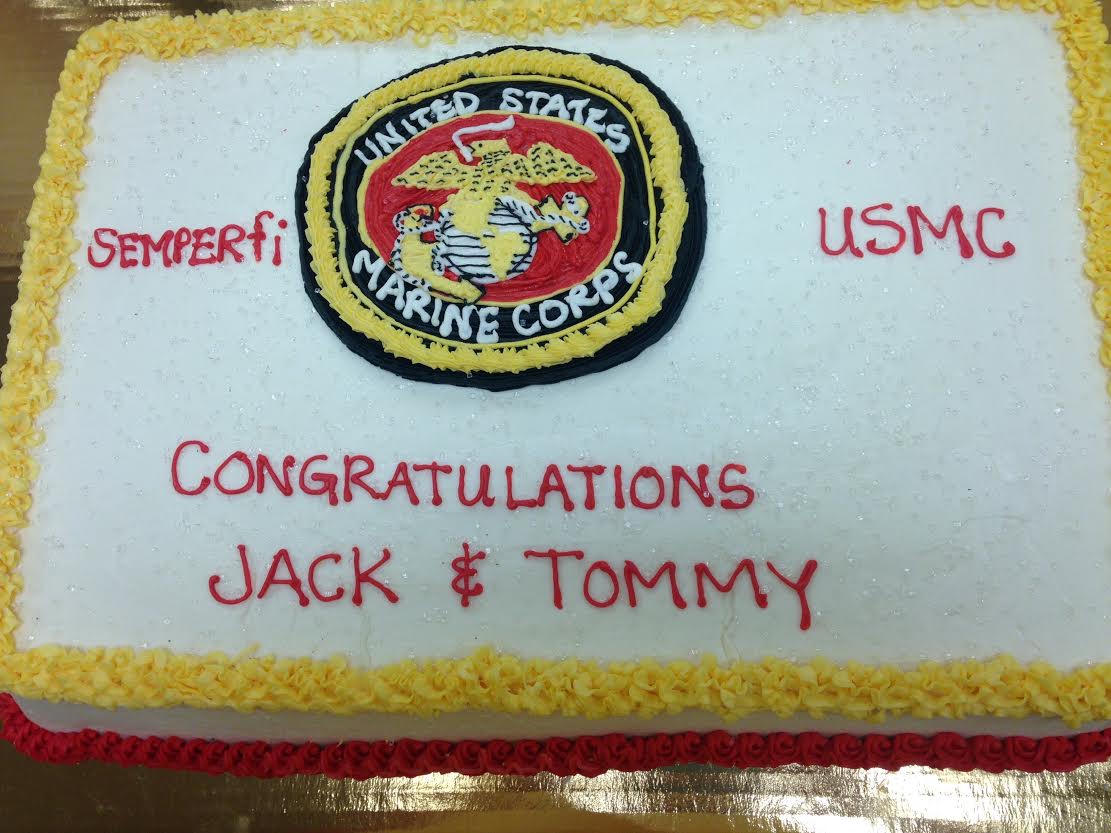 UNITED STATES
MARINE CORPS
SEMPERfi
USMC
CONGRATULATIONS
JACK & TOMMY